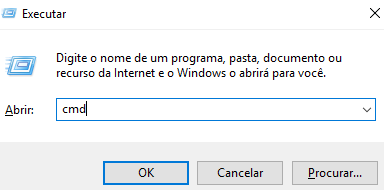 Executar
Digite o nome de um programa, pasta, documento ou
recurso da Internet e o Windows o abrirá para você.
Abrir:
cmd
OK
Cancelar
Procurar...